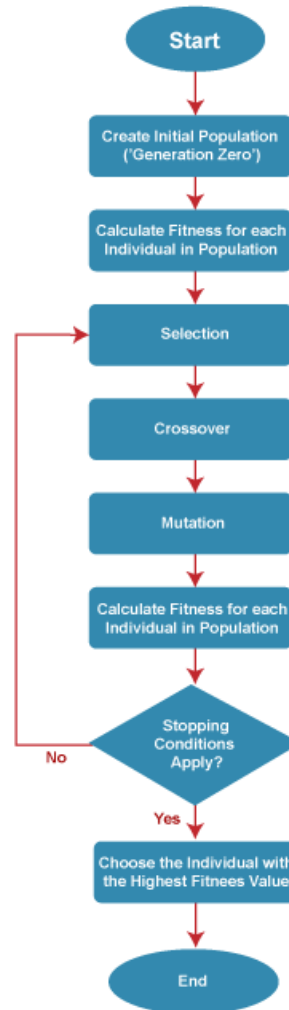 Start
Create Initial Population
('Generation Zero')
Calculate Fitness for each
Individual in Population
Selection
Crossover
Mutation
Calculate Fitness for each
Individual in Population
Stopping
Conditions
Apply?
No
Yes
Choose the Individual with
the Highest Fitnees Value
End